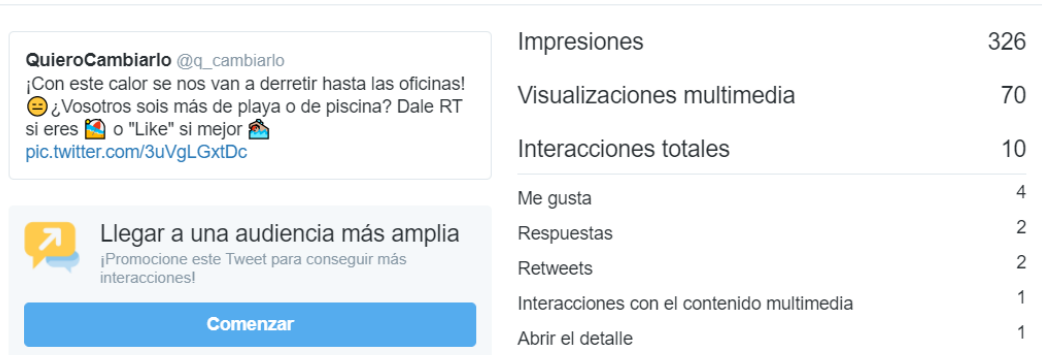 QuieroCambiarlo @q_cambiarlo
¡Con este calor se nos van a derretir hasta las oficinas!
😑¿Vosotros sois más de playa o de piscina? Dale RT
si eres 🏖 o "Like" si mejor 🏊
pic.twitter.com/3uVgLGxtDc
Llegar a una audiencia más amplia
¡Promocione este Tweet para conseguir más
interacciones!
Comenzar
Impresiones 326
Visualizaciones multimedia 70
Interacciones totales 10
Me gusta 4
Respuestas 2
Retweets 2
Interacciones con el contenido multimedia 1
Abrir el detalle 1